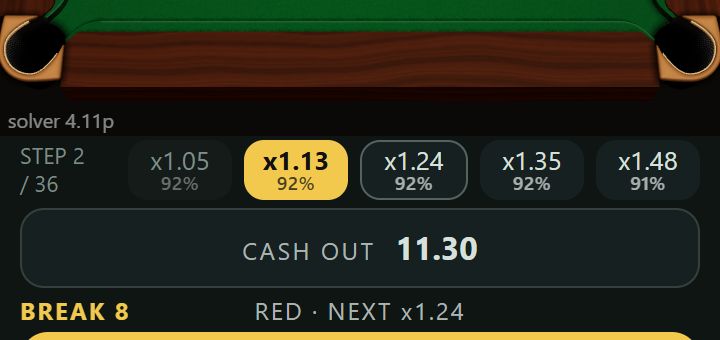 solver 4.11p
STEP 2 / 36
x1.05 x1.13 x1.24 x1.35 x1.48
92% 92% 92% 92% 91%
CASH OUT 11.30
BREAK 8 RED · NEXT x1.24